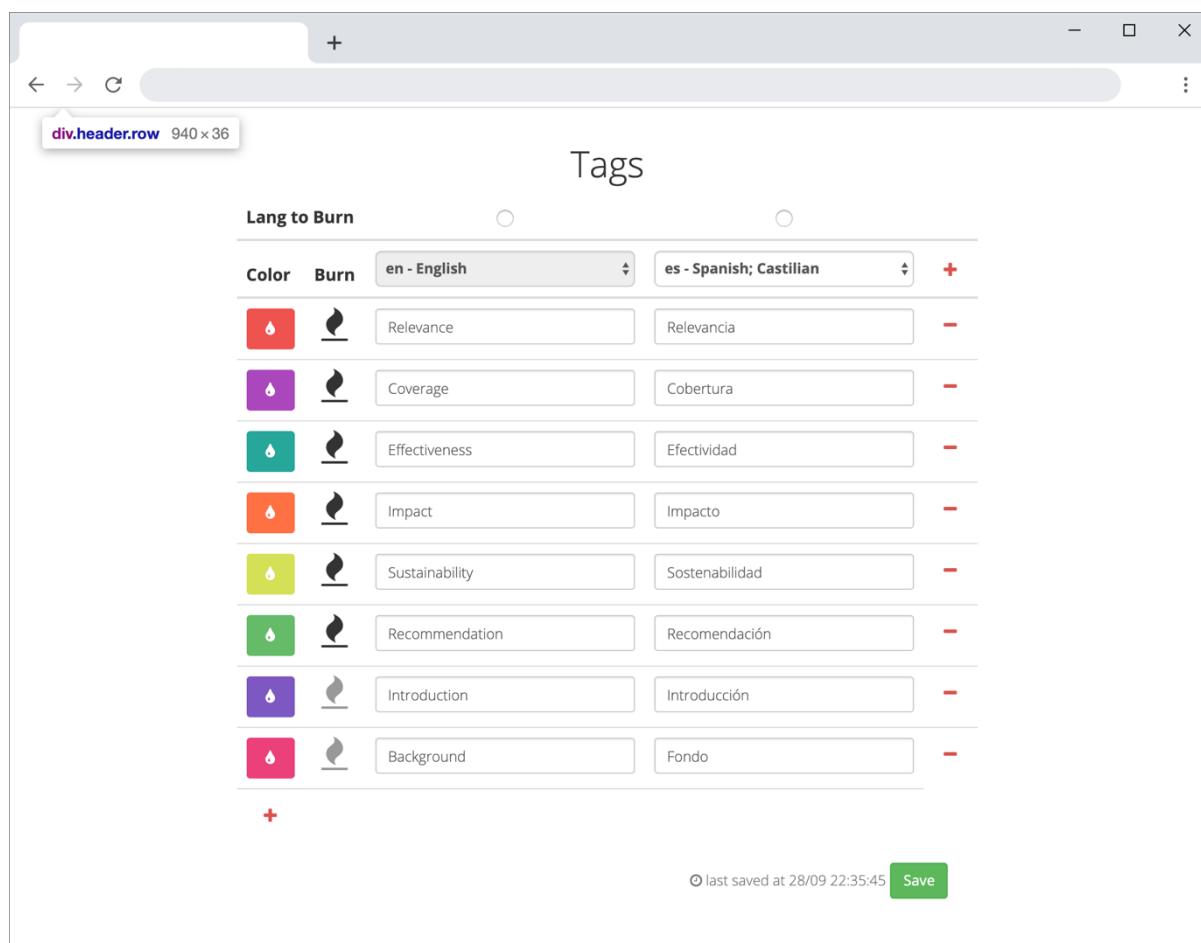 div.header.row 940 × 36
Tags
Lang to Burn
Color Burn en - English es - Spanish; Castilian
Relevance Relevancia
Coverage Cobertura
Effectiveness Efectividad
Impact Impacto
Sustainability Sostenabilidad
Recommendation Recomendación
Introduction Introducción
Background Fondo
last saved at 28/09 22:35:45 Save